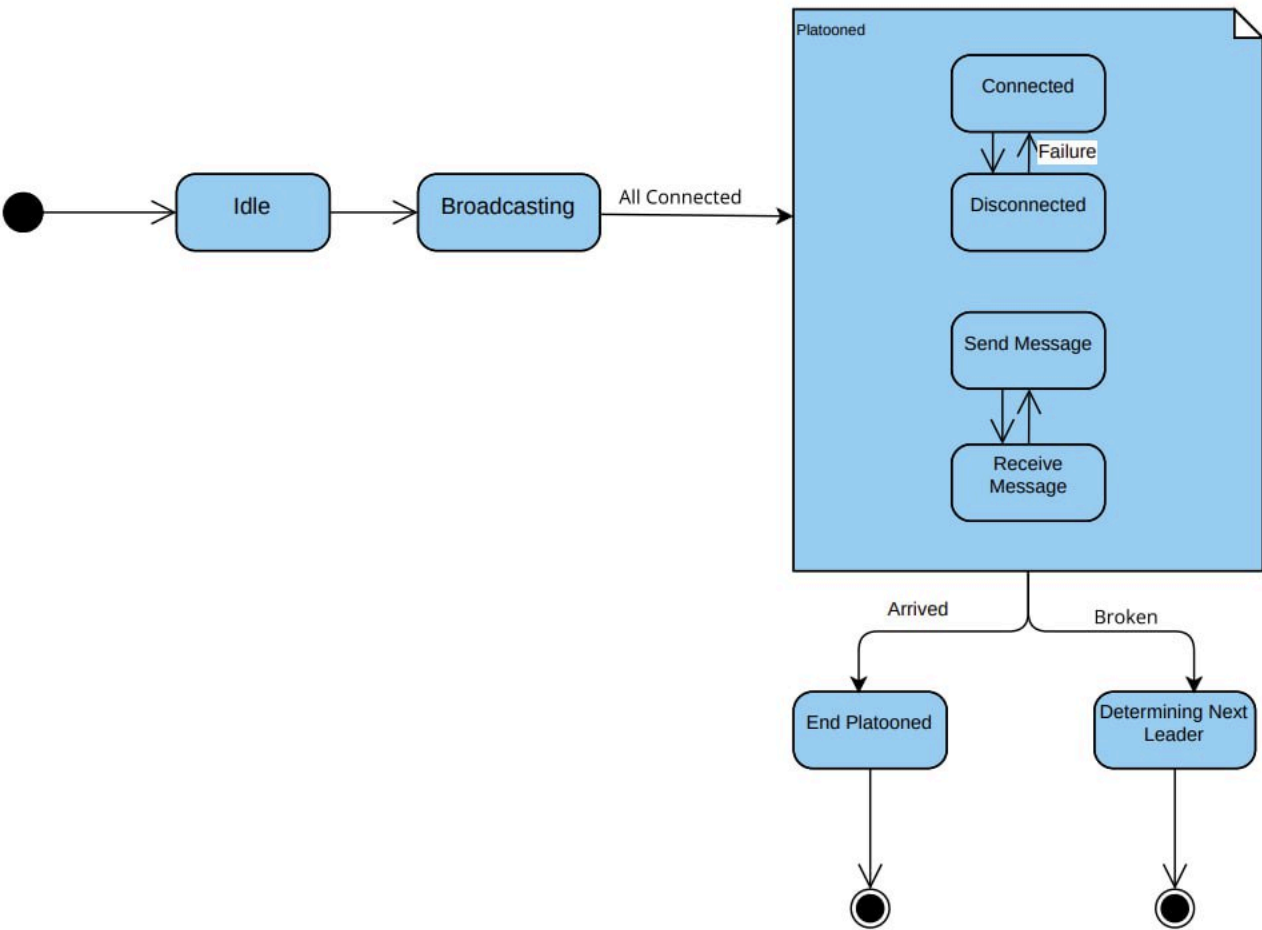 Platooned
Connected
Failure
Disconnected
Idle
Broadcasting
All Connected
Send Message
Receive
Message
Arrived
Broken
End Platooned
Determining Next
Leader